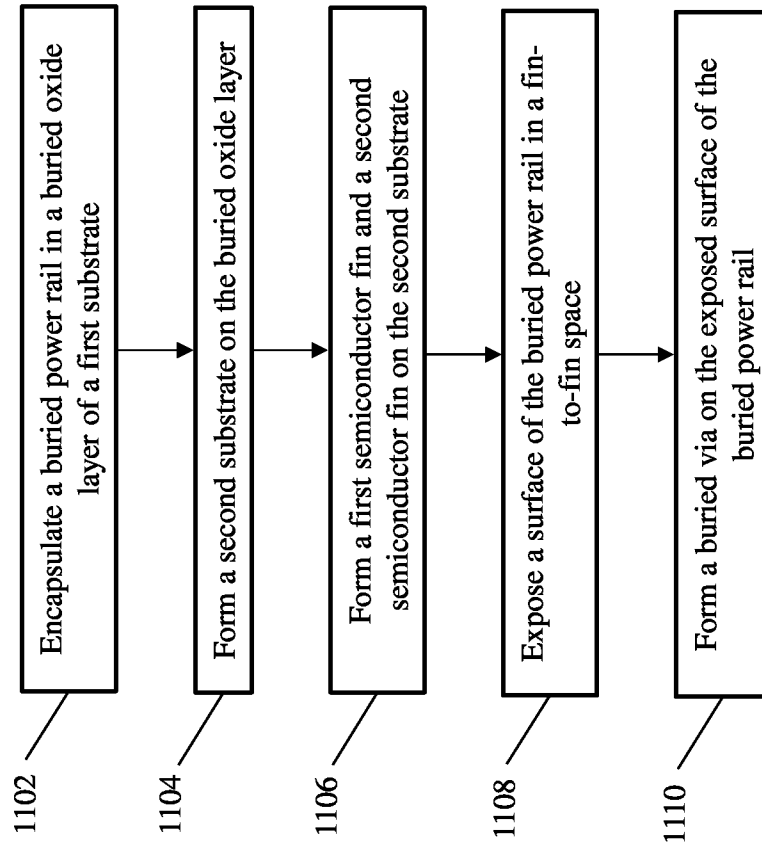 1102
Encapsulate a buried power rail in a buried oxide
layer of a first substrate
1104
Form a second substrate on the buried oxide layer
1106
Form a first semiconductor fin and a second
semiconductor fin on the second substrate
1108
Expose a surface of the buried power rail in a fin-
to-fin space
1110
Form a buried via on the exposed surface of the
buried power rail